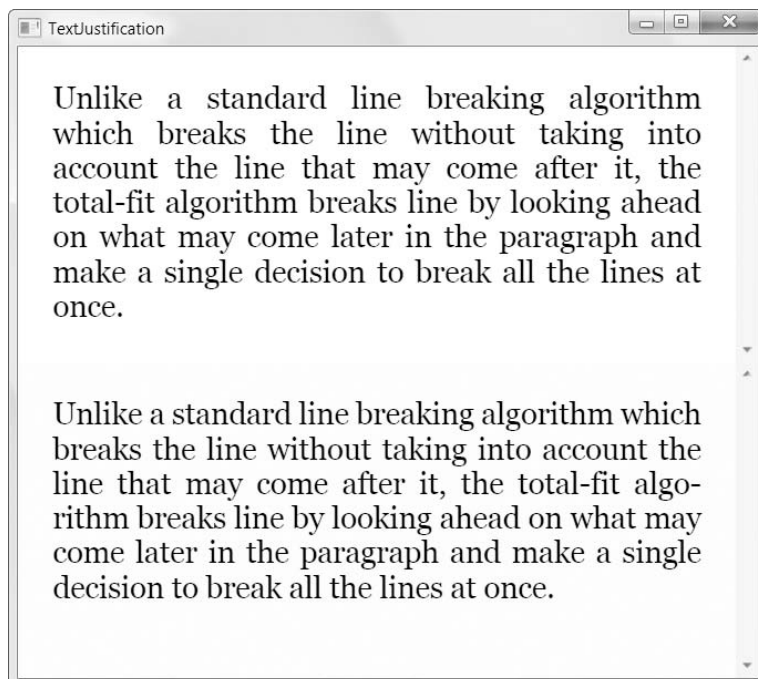 TextJustification
Unlike a standard line breaking algorithm
which breaks the line without taking into
account the line that may come after it, the
total-fit algorithm breaks line by looking ahead
on what may come later in the paragraph and
make a single decision to break all the lines at
once.
Unlike a standard line breaking algorithm which
breaks the line without taking into account the
line that may come after it, the total-fit algo-
rithm breaks line by looking ahead on what may
come later in the paragraph and make a single
decision to break all the lines at once.